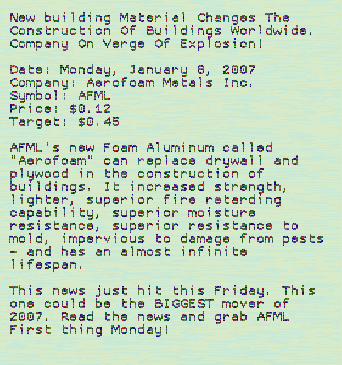 New building Material Changes The
Construction Of Buildings Worldwide.
Company On Verge Of Explosion!
Date: Monday, January 8, 2007
Company: Aerofoam Metals Inc.
Symbol: AFML
Price: $0.12
Target: $0.45
AFML's new Foam Aluminum called
"Aerofoam" can replace drywall and
plywood in the construction of
buildings. It increased strength,
lighter, superior fire retarding
capability, superior moisture
resistance, superior resistance to
mold, impervious to damage from pests
- and has an almost infinite
lifespan.
This news just hit this Friday. This
one could be the BIGGEST mover of
2007. Read the news and grab AFML
First thing Monday!